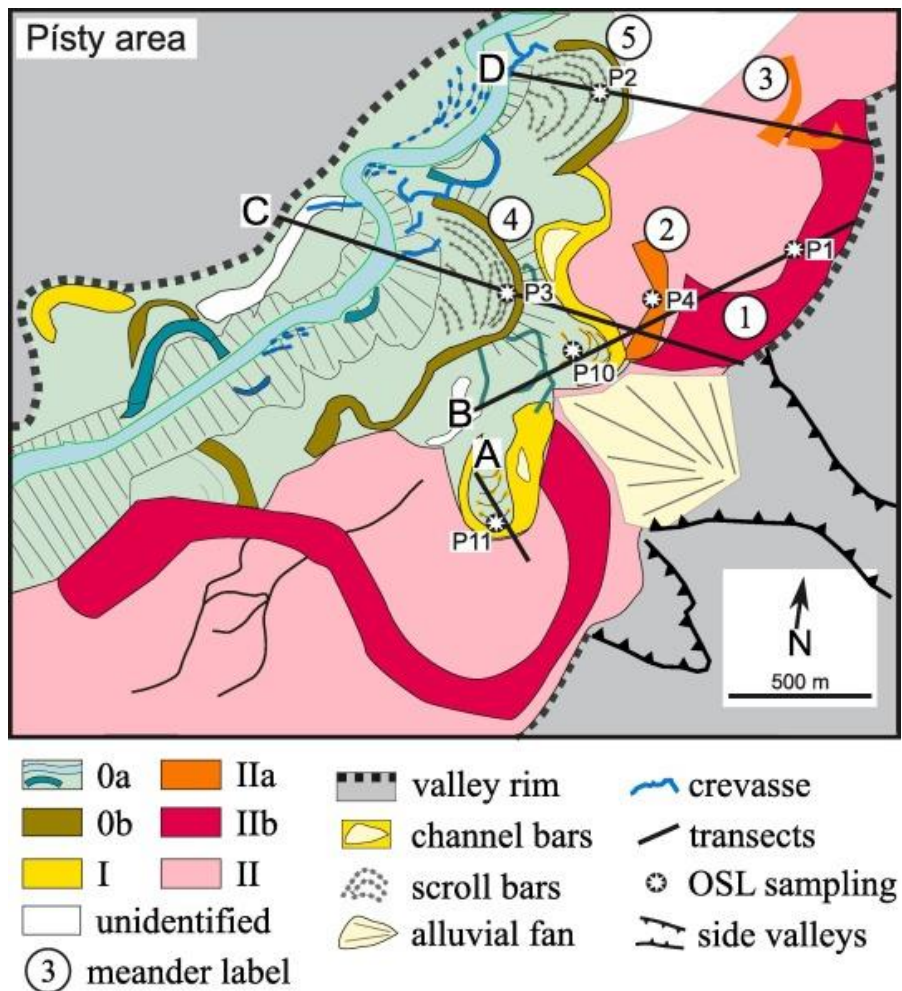 Písty area
5
D
P2
3
C
4
2
P1
P3
P4
1
P10
B
A
P11
N
500 m
0a
IIa
valley rim
crevasse
0b
IIb
channel bars
transects
I
II
scroll bars
OSL sampling
unidentified
alluvial fan
side valleys
3 meander label